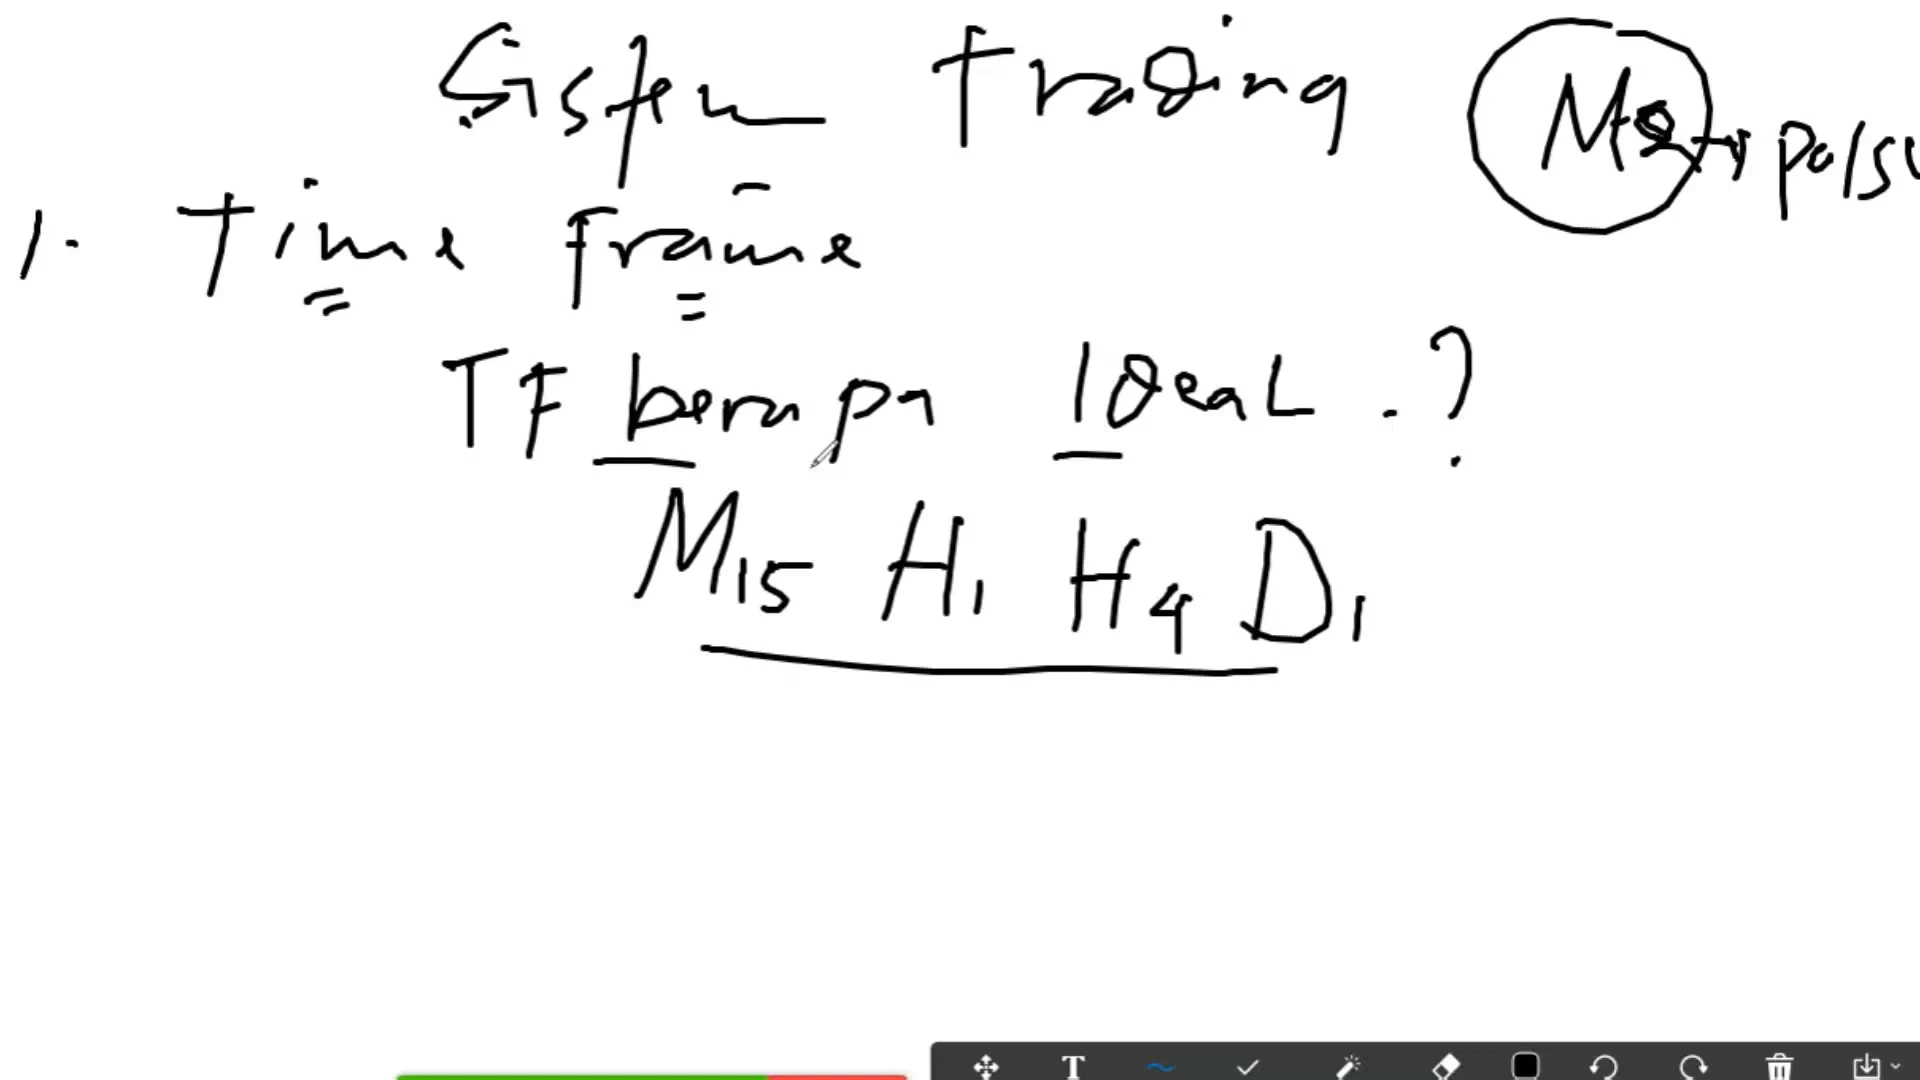 Sistem Trading
1. Time frame
TF berapa Ideal . ?
M15 H1 H4 D1